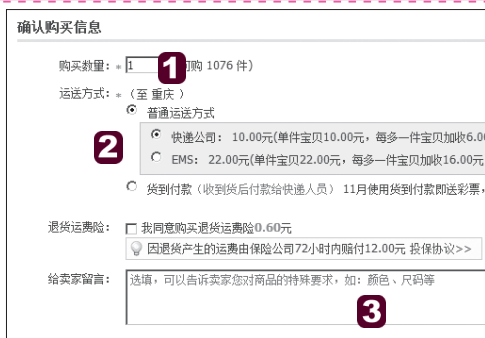 确认购买信息
购买数量： * 1 可购 1076 件)
1
运送方式： * (至 重庆 )
普通运送方式
快递公司： 10.00元(单件宝贝10.00元，每多一件宝贝加收6.0
2
EMS： 22.00元(单件宝贝22.00元，每多一件宝贝加收16.00元
货到付款（收到货后付款给快递人员） 11月使用货到付款即送彩票，
退货运费险： 我同意购买退货运费险0.60元
因退货产生的运费由保险公司72小时内赔付12.00元 投保协议>>
给卖家留言： 选填，可以告诉卖家您对商品的特殊要求，如：颜色、尺码等
3